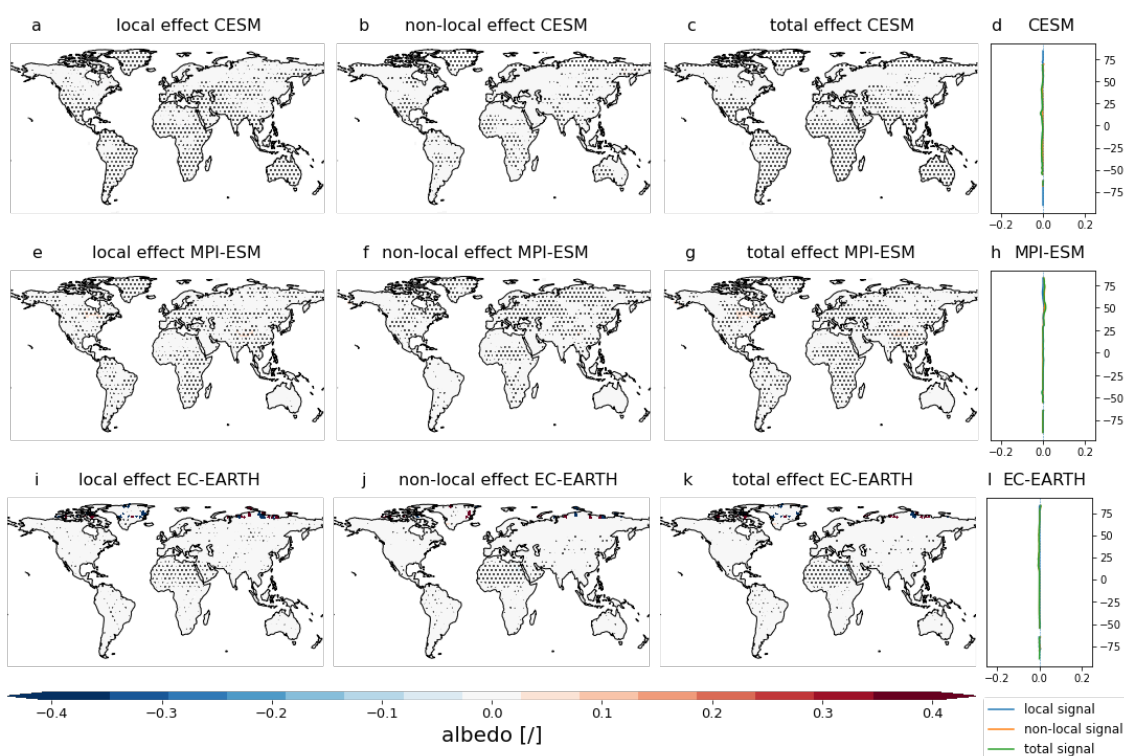 a local effect CESM b non-local effect CESM c total effect CESM d CESM
75
50
25
0
−25
−50
−75
−0.2 0.0 0.2
e local effect MPI-ESM f non-local effect MPI-ESM g total effect MPI-ESM h MPI-ESM
75
50
25
0
−25
−50
−75
−0.2 0.0 0.2
i local effect EC-EARTH j non-local effect EC-EARTH k total effect EC-EARTH l EC-EARTH
75
50
25
0
−25
−50
−75
−0.2 0.0 0.2
−0.4 −0.3 −0.2 −0.1 0.0 0.1 0.2 0.3 0.4
albedo [/]
local signal
non-local signal
total signal